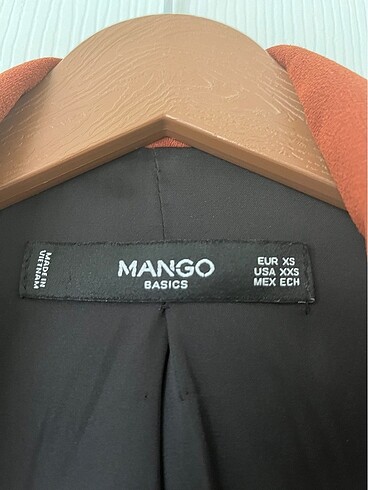 MADE IN
VIETNAM
MANGO
BASICS
EUR XS
USA XXS
MEX ECH